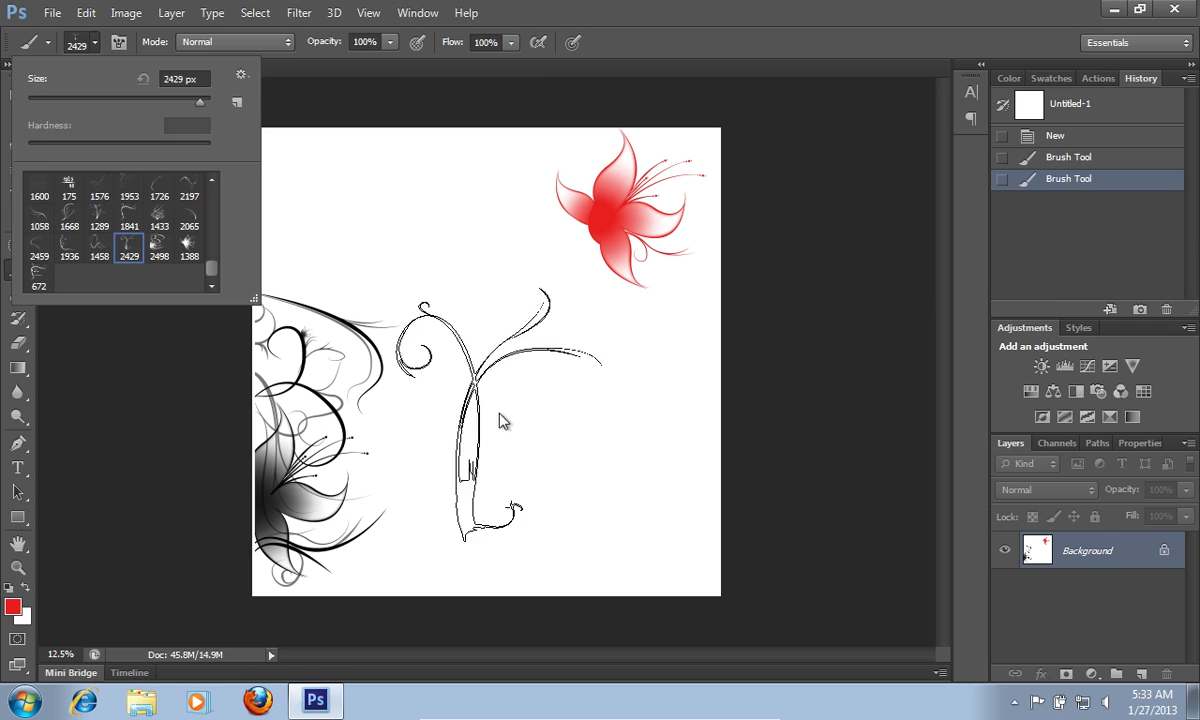 Ps File Edit Image Layer Type Select Filter 3D View Window Help
2429 Mode: Normal Opacity: 100% Flow: 100% Essentials
Size: 2429 px
Hardness:
1600 175 1576 1953 1726 2197
1058 1668 1289 1841 1433 2065
2459 1936 1458 2429 2498 1388
672
Color Swatches Actions History
Untitled-1
New
Brush Tool
Brush Tool
Adjustments Styles
Add an adjustment
Layers Channels Paths Properties
Kind
Normal Opacity: 100%
Lock: Fill: 100%
Background
12.5% Doc: 45.8M/14.9M
Mini Bridge Timeline
Ps 5:33 AM
1/27/2013